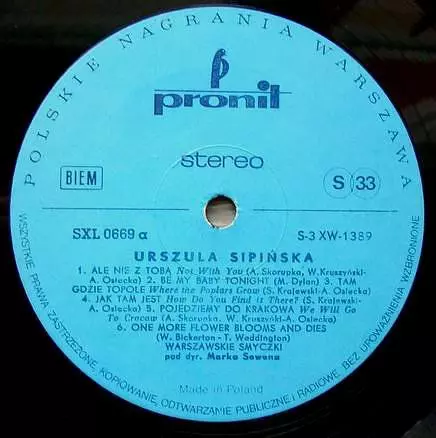 POLSKIE NAGRANIA WARSZAWA
pronit
stereo
BIEM
S 33
SXL 0669 a
S-3 XW-1389
URSZULA SIPIŃSKA
1. ALE NIE Z TOBĄ Not With You (A. Skorupka, W. Kruszyński-
A. Osiecka) 2. BE MY BABY TONIGHT (M. Dylan) 3. TAM
GDZIE TOPOLE Where the Poplars Grow (S. Krajewski-A. Osiecka)
4. JAK TAM JEST How Do You Find it There? (S. Krajewski,
A. Osiecka) 5. POJEDZIEMY DO KRAKOWA We Will Go
To Cracow (A. Skorupka, W. Kruszyński-A. Osiecka)
6. ONE MORE FLOWER BLOOMS AND DIES
(W. Bickerton - T. Waddington)
WARSZAWSKIE SMYCZKI
pod dyr. Marka Sewena
Made in Poland
WSZYSTKIE PRAWA ZASTRZEŻONE, KOPIOWANIE, ODTWARZANIE PUBLICZNE I RADIOWE BEZ UPOWAŻNIENIA WZBRONIONE